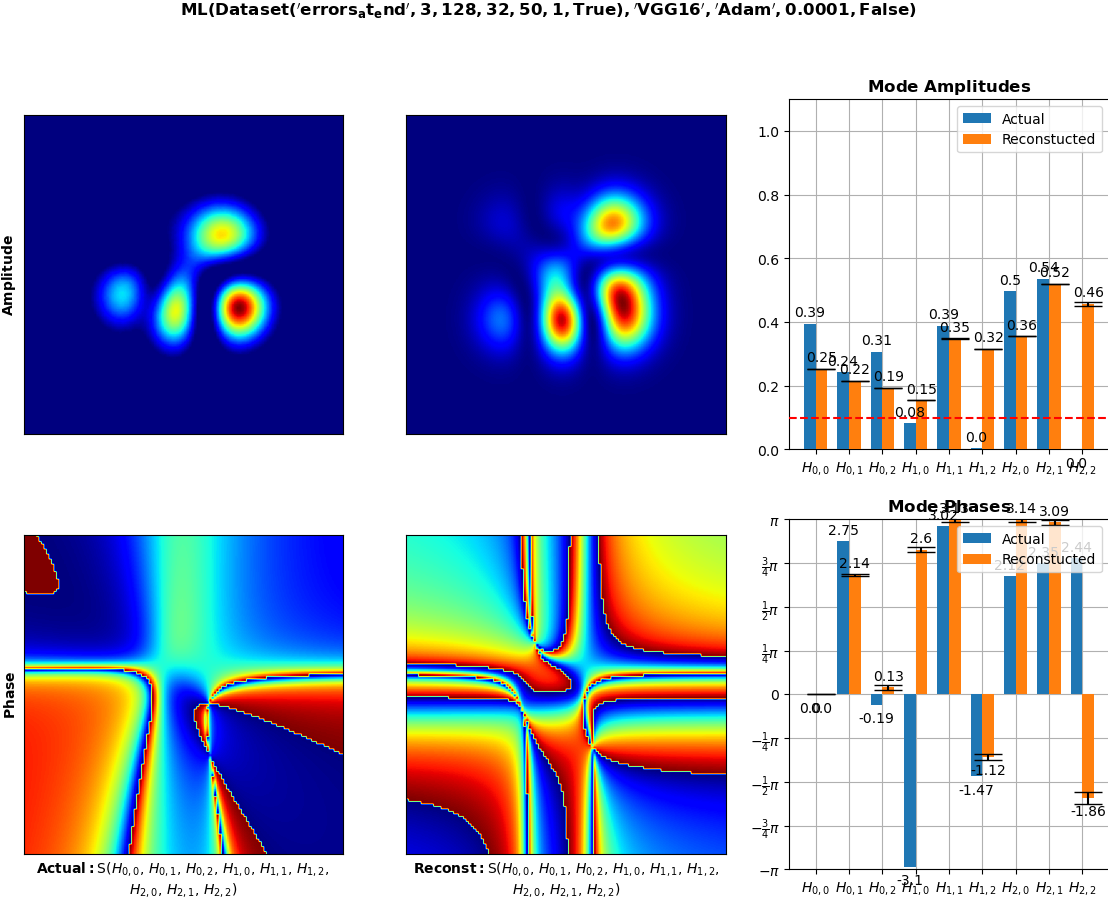 ML(Dataset('errors_at_end', 3, 128, 32, 50, 1, True), 'VGG16', 'Adam', 0.0001, False)
Amplitude
Mode Amplitudes
Actual
Reconstucted
1.0
0.8
0.6
0.4
0.2
0.0
0.39
0.25
0.24
0.22
0.31
0.19
0.08
0.15
0.39
0.35
0.0
0.32
0.5
0.36
0.54
0.52
0.0
0.46
H0,0 H0,1 H0,2 H1,0 H1,1 H1,2 H2,0 H2,1 H2,2
Phase
Mode Phases
Actual
Reconstucted
π
3/4π
1/2π
1/4π
0
−1/4π
−1/2π
−3/4π
−π
0.0
0.0
2.75
2.14
-0.19
0.13
-3.1
2.6
3.02
-1.47
-1.12
3.14
3.09
2.44
-1.86
H0,0 H0,1 H0,2 H1,0 H1,1 H1,2 H2,0 H2,1 H2,2
Actual: S(H0,0, H0,1, H0,2, H1,0, H1,1, H1,2,
H2,0, H2,1, H2,2)
Reconst: S(H0,0, H0,1, H0,2, H1,0, H1,1, H1,2,
H2,0, H2,1, H2,2)